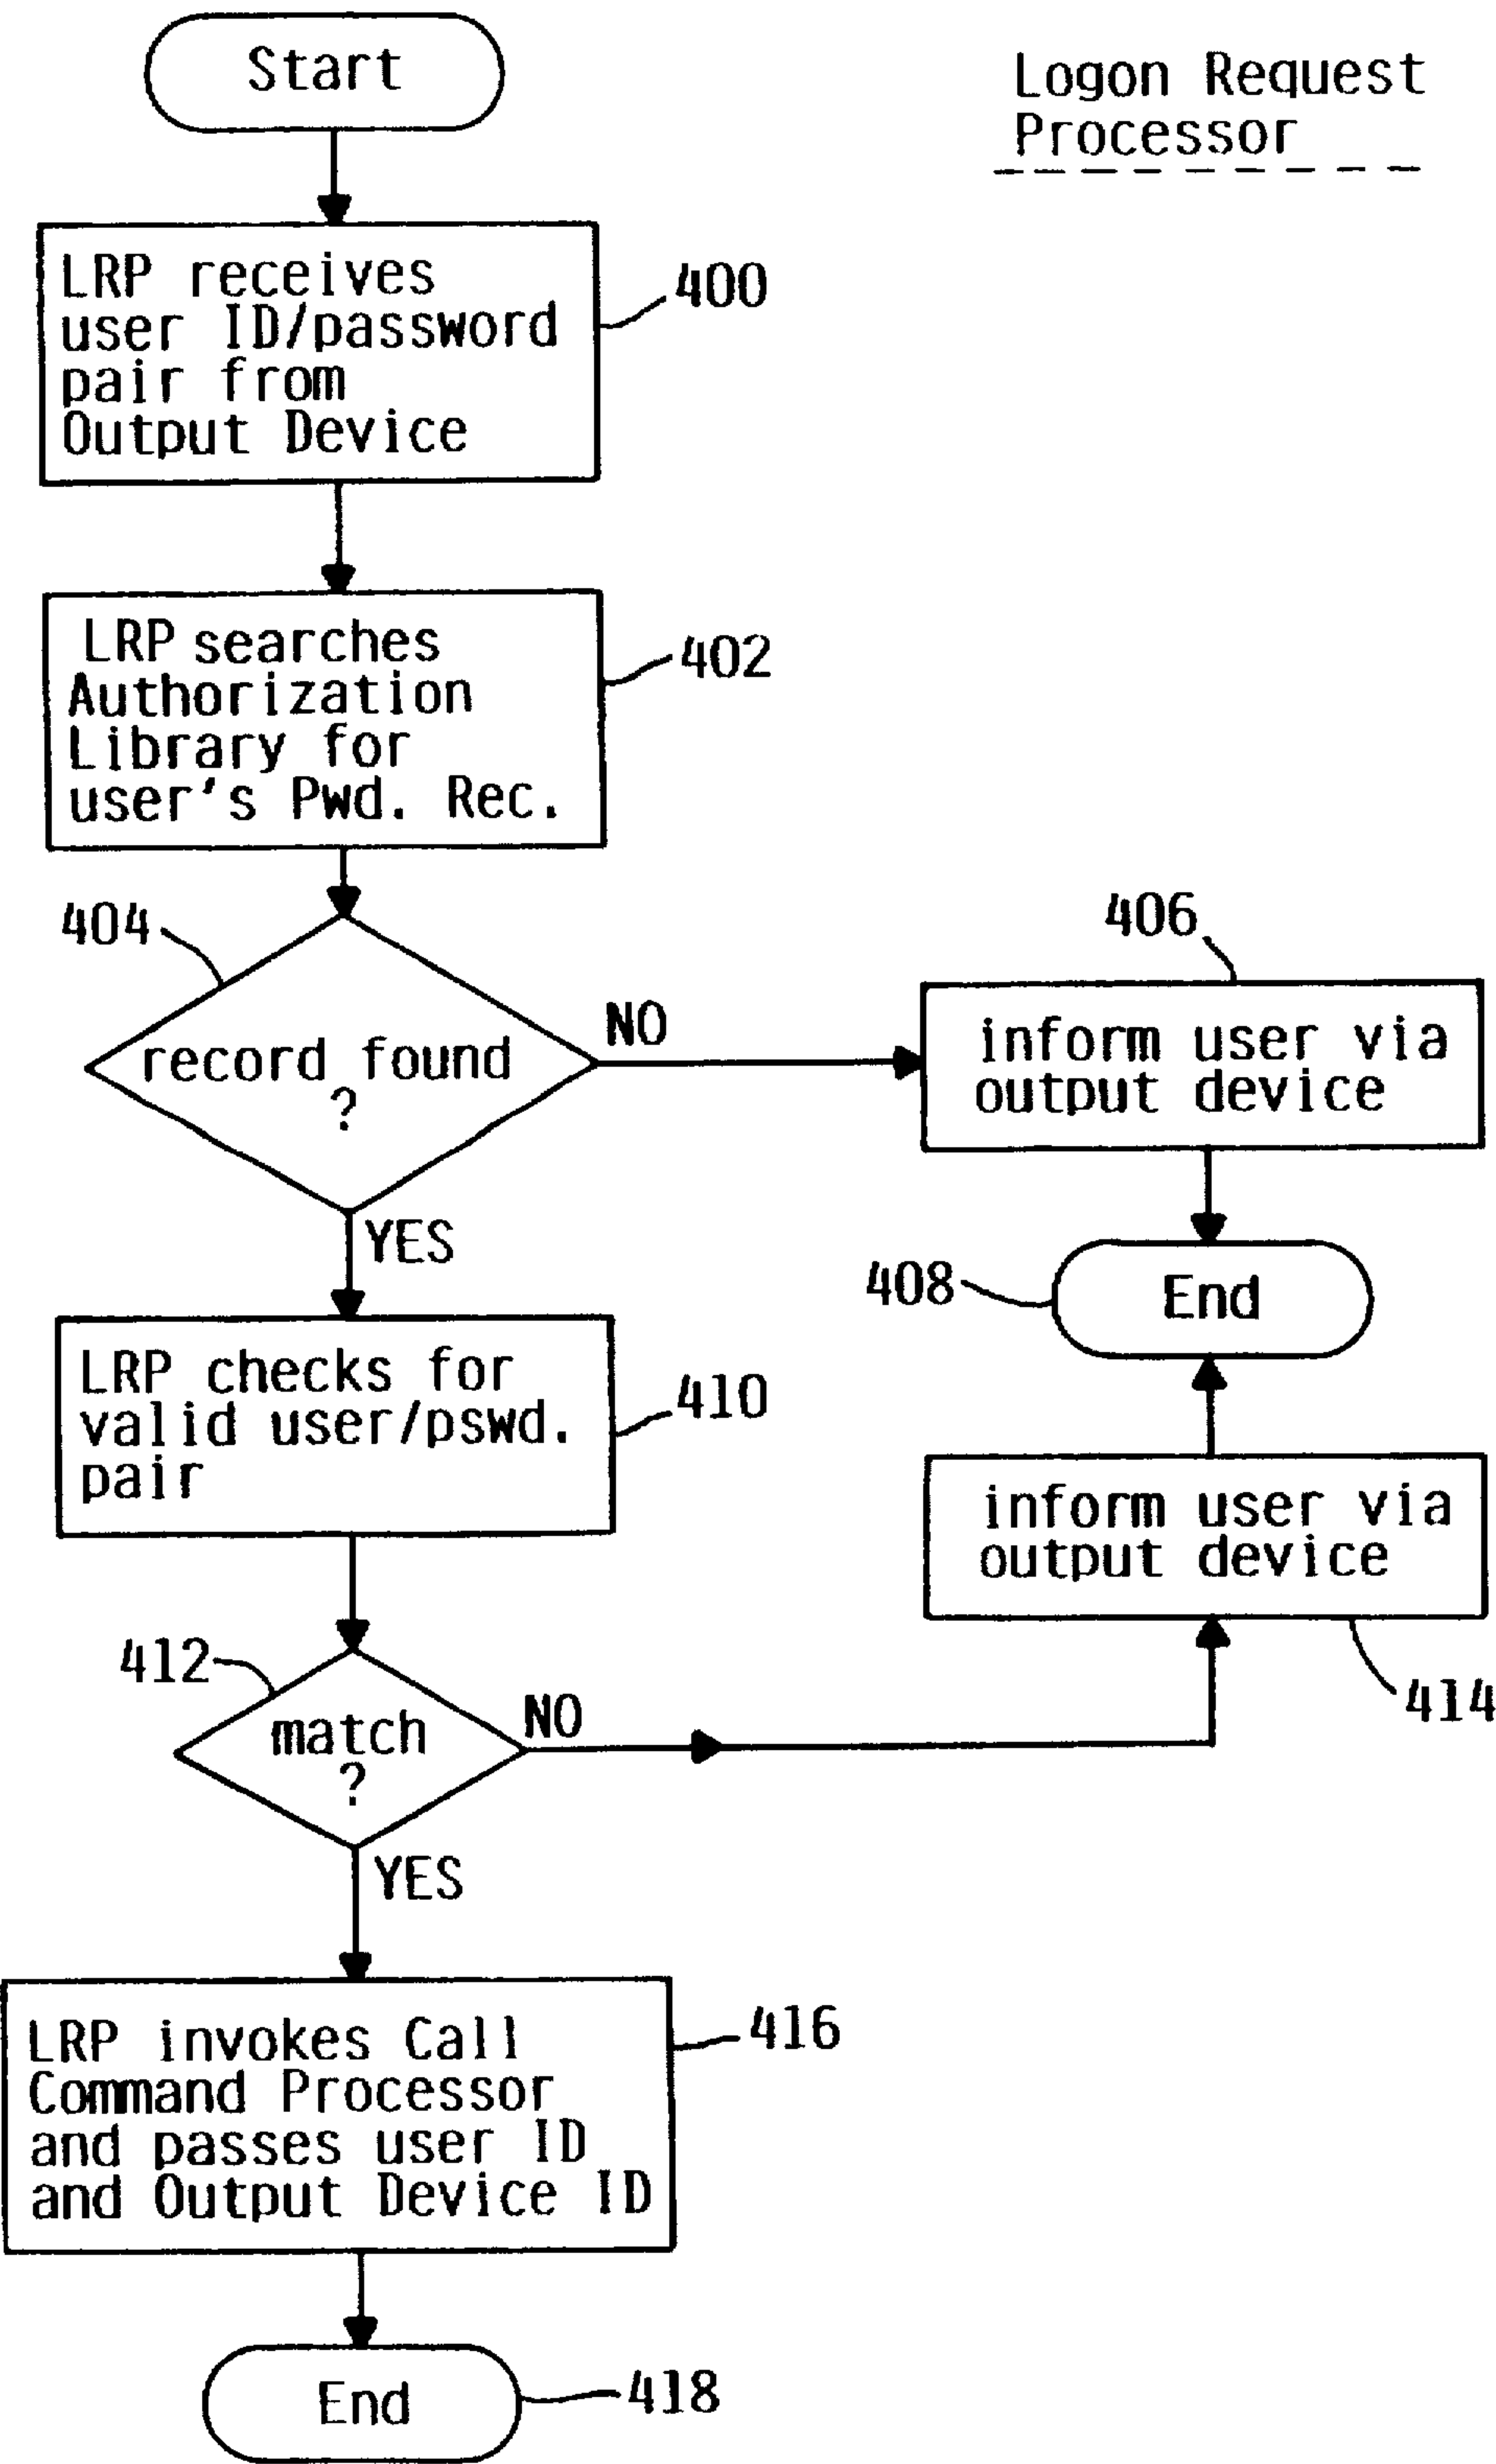 Start
Logon Request
Processor
LRP receives
user ID/password
pair from
Output Device
400
LRP searches
Authorization
Library for
user's Pwd. Rec.
402
404
record found
?
NO
YES
406
inform user via
output device
408
End
LRP checks for
valid user/pswd.
pair
410
inform user via
output device
414
412
match
?
NO
YES
LRP invokes Call
Command Processor
and passes user ID
and Output Device ID
416
End
418